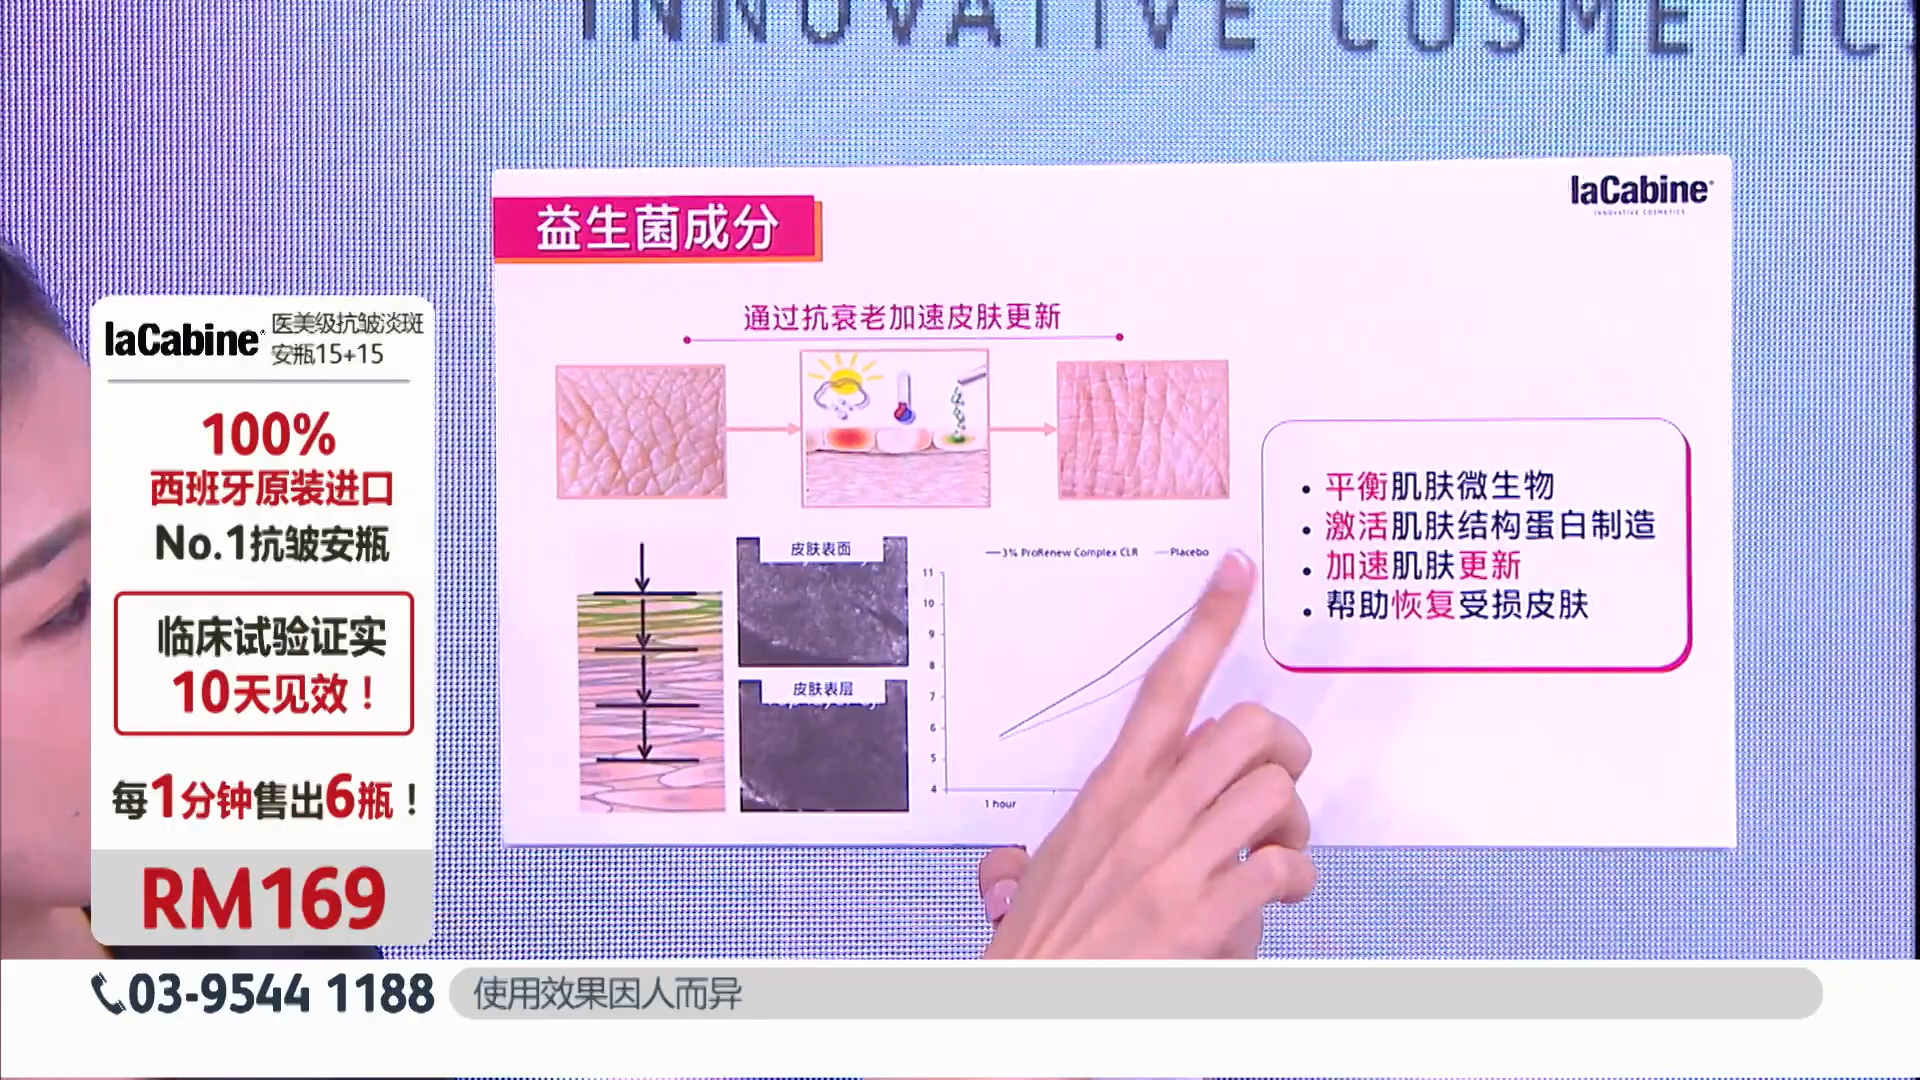 INNOVATIVE COSMETIC
laCabine
INNOVATIVE COSMETICS
益生菌成分
通过抗衰老加速皮肤更新
皮肤表面
皮肤表层
3% ProRenew Complex CLR
Placebo
11
10
9
8
7
6
5
4
1 hour
• 平衡肌肤微生物
• 激活肌肤结构蛋白制造
• 加速肌肤更新
• 帮助恢复受损皮肤
laCabine
医美级抗皱淡斑
安瓶15+15
100%
西班牙原装进口
No.1抗皱安瓶
临床试验证实
10天见效！
每1分钟售出6瓶！
RM169
03-9544 1188
使用效果因人而异